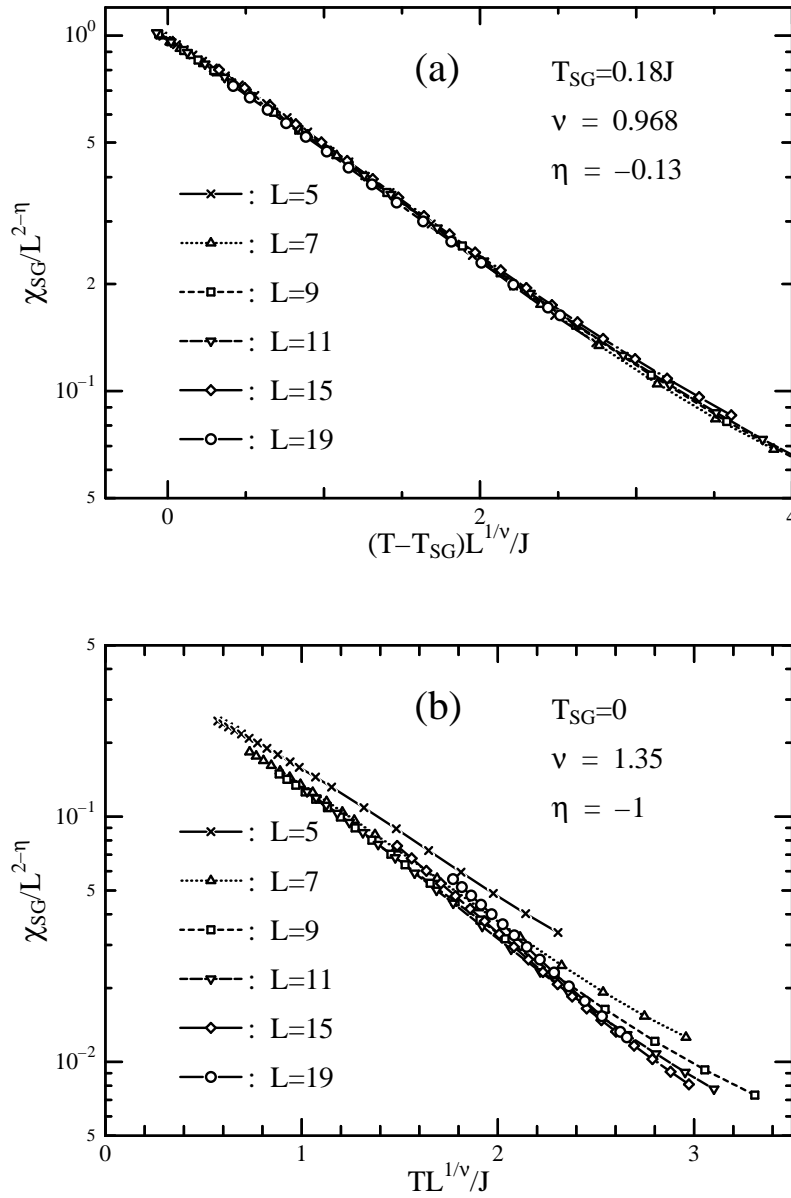 (a)
T_SG=0.18J
ν = 0.968
η = −0.13
10^0
5
2
10^−1
5
χ_SG/L^2−η
: L=5
: L=7
: L=9
: L=11
: L=15
: L=19
0 2 4
(T−T_SG)L^1/ν/J
(b)
T_SG=0
ν = 1.35
η = −1
5
2
10^−1
5
2
10^−2
5
χ_SG/L^2−η
: L=5
: L=7
: L=9
: L=11
: L=15
: L=19
0 1 2 3
TL^1/ν/J